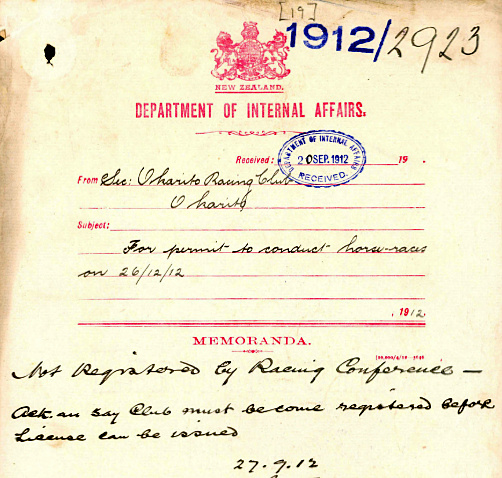 [19]
1912/2923
NEW ZEALAND.
DEPARTMENT OF INTERNAL AFFAIRS.
Received: 19 .
DEPARTMENT OF INTERNAL AFFAIRS
20 SEP. 1912
RECEIVED.
From Sec: Oharito Racing Club
Oharito
Subject:
For permit to conduct horse-races
on 26/12/12
, 1912
MEMORANDA.
Not Registered by Racing Conference —
Ack. an say Club must become registered before
License can be issued
27.9.12